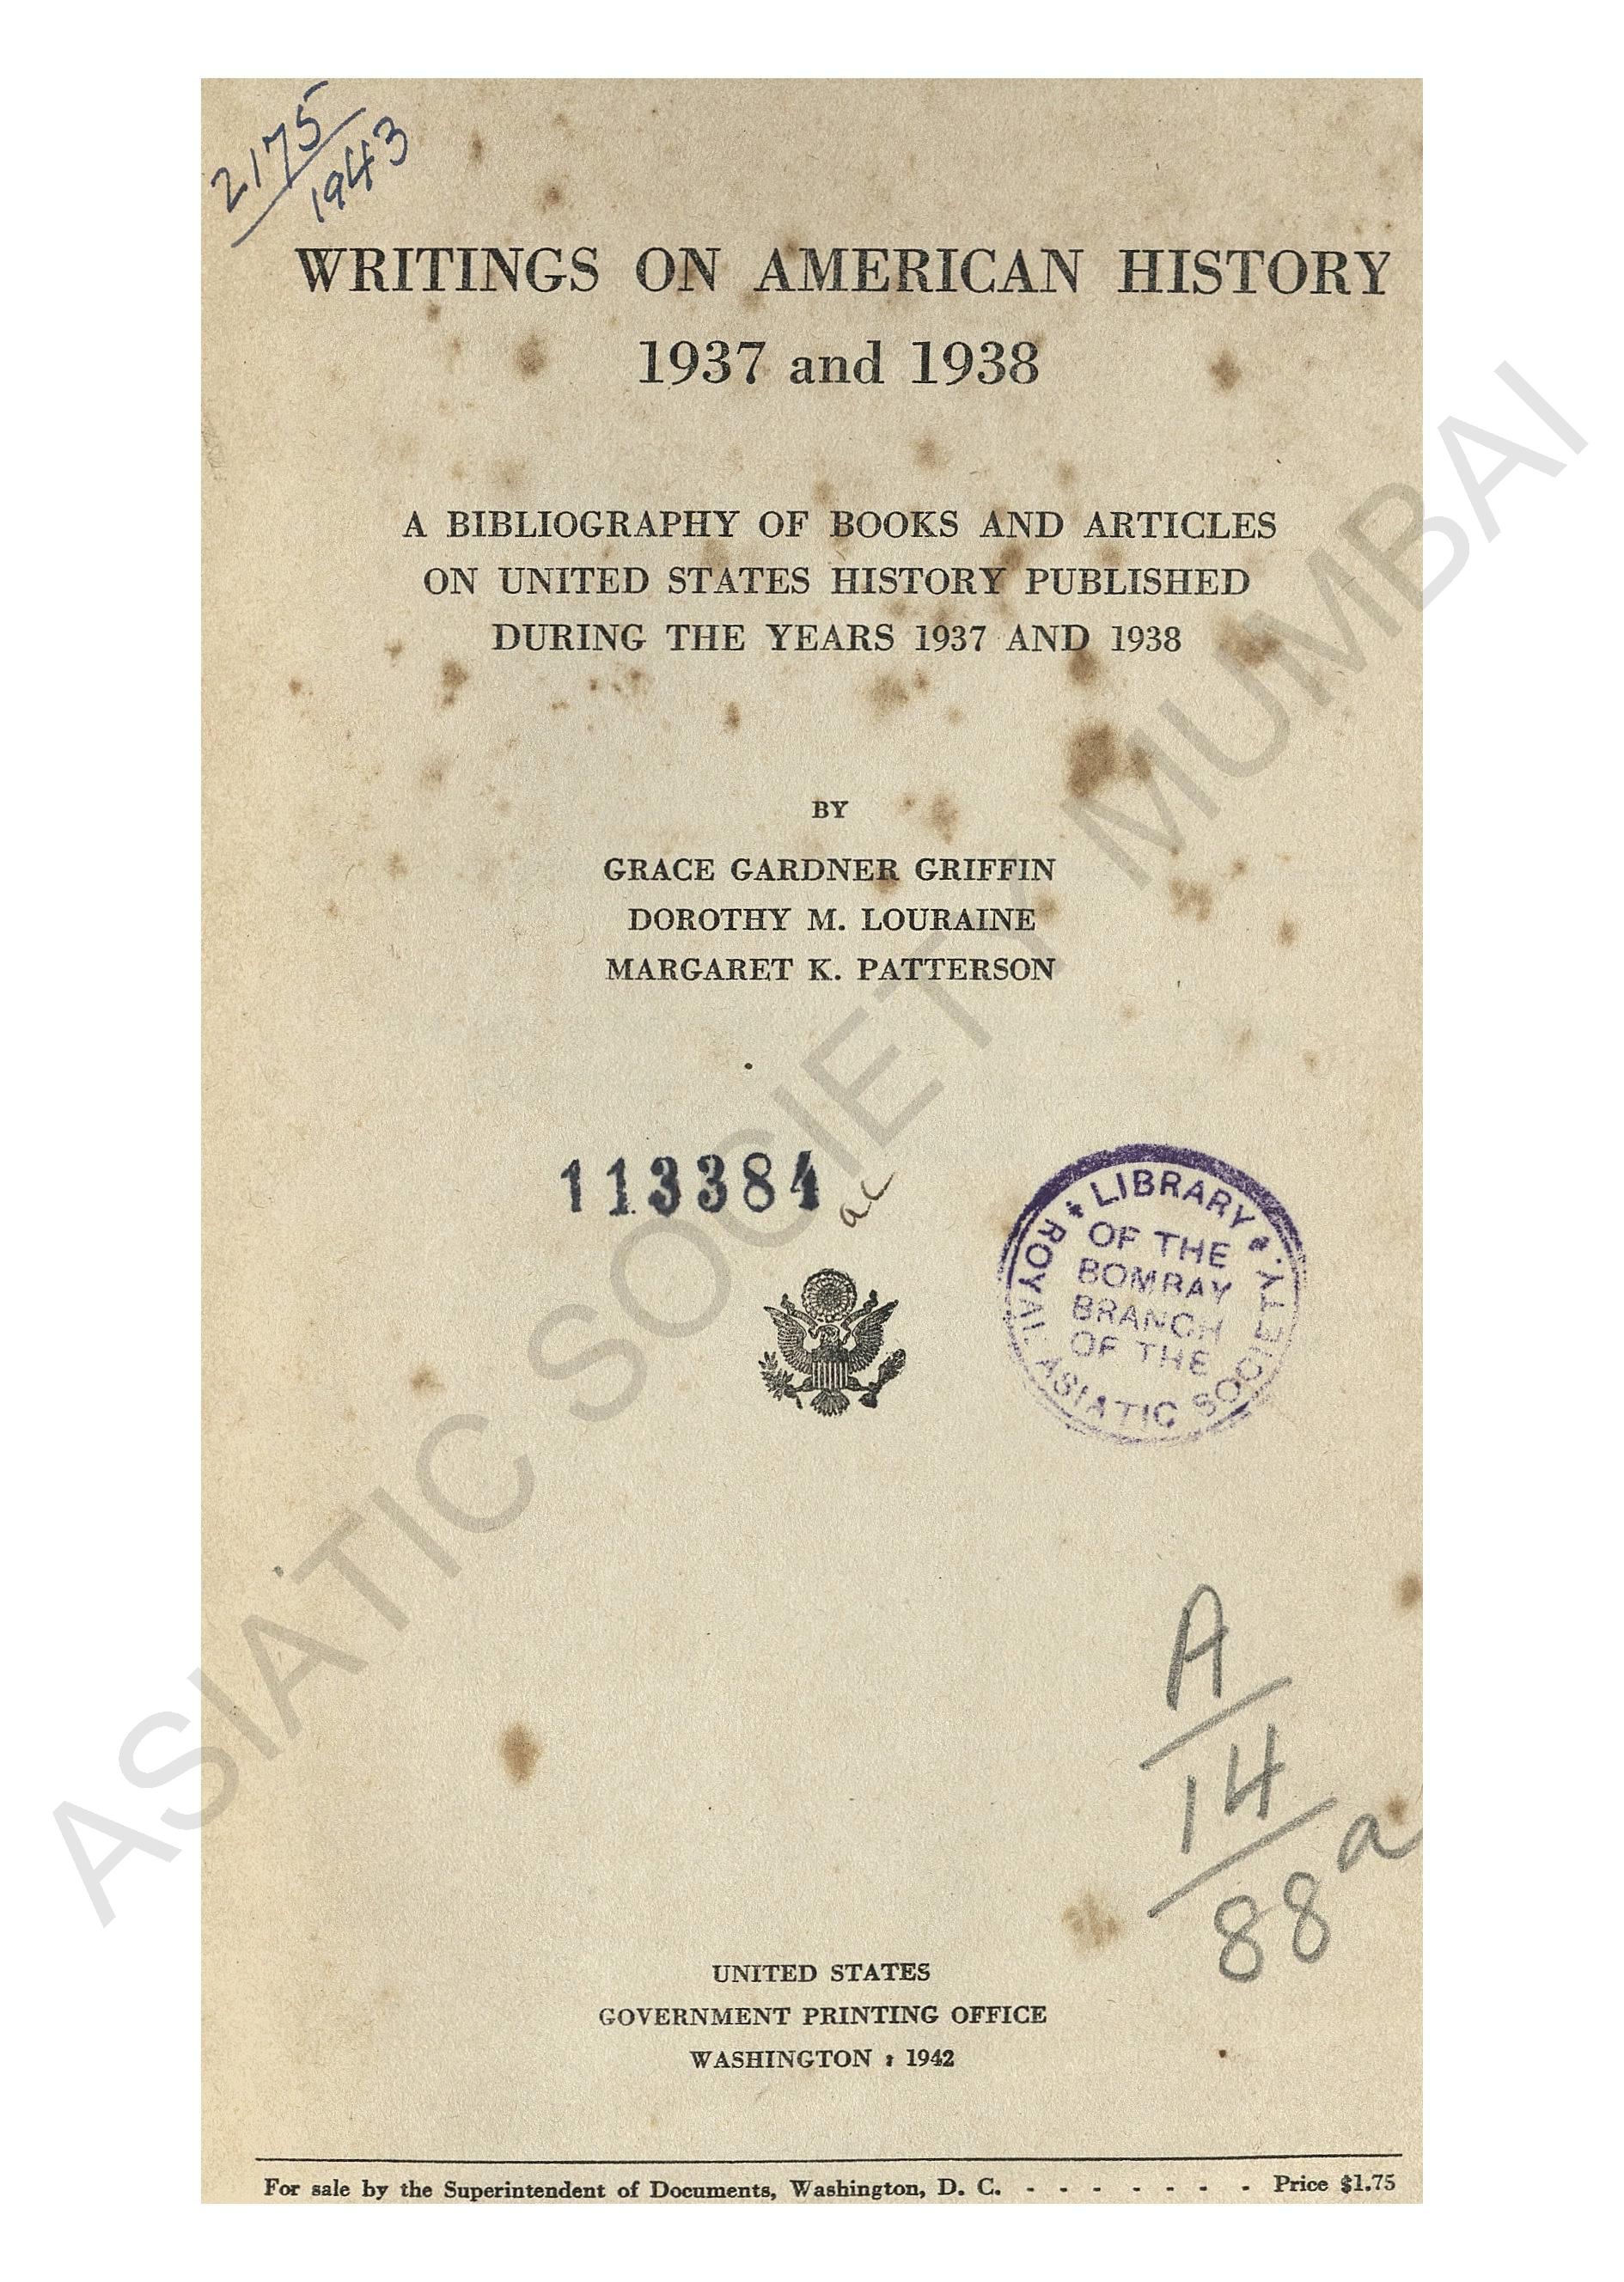 2175
1943
WRITINGS ON AMERICAN HISTORY
1937 and 1938
A BIBLIOGRAPHY OF BOOKS AND ARTICLES
ON UNITED STATES HISTORY PUBLISHED
DURING THE YEARS 1937 AND 1938
BY
GRACE GARDNER GRIFFIN
DOROTHY M. LOURAINE
MARGARET K. PATTERSON
113384
ac
LIBRARY
OF THE
BOMBAY
BRANCH
OF THE
ROYAL ASIATIC SOCIETY.
A
14
88 a
UNITED STATES
GOVERNMENT PRINTING OFFICE
WASHINGTON : 1942
For sale by the Superintendent of Documents, Washington, D. C. - - - - - - - - Price $1.75
ASIATIC SOCIETY MUMBAI